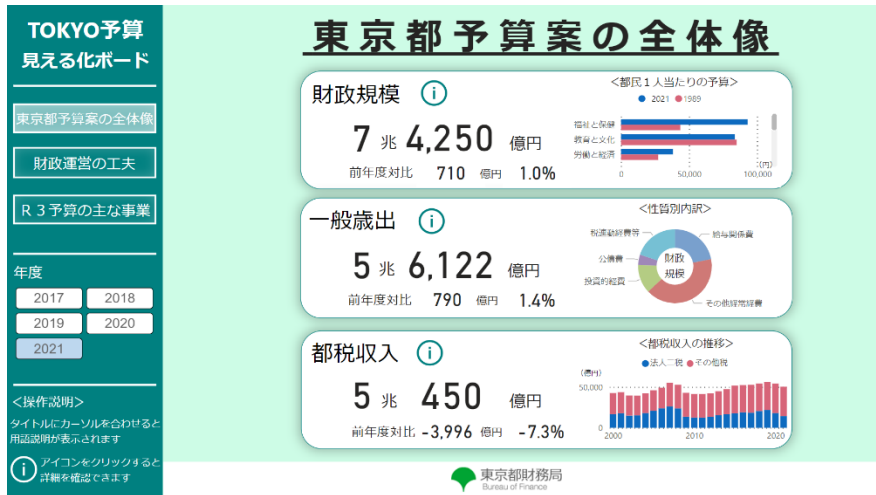 TOKYO予算
見える化ボード
東京都予算案の全体像
財政運営の工夫
R3予算の主な事業
年度
2017 2018
2019 2020
2021
<操作説明>
タイトルにカーソルを合わせると
用語説明が表示されます
i アイコンをクリックすると
詳細を確認できます
東京都予算案の全体像
財政規模 i
7 兆 4,250 億円
前年度対比 710 億円 1.0%
<都民1人当たりの予算>
2021 1989
福祉と保健
教育と文化
労働と経済
(円)
0 50,000 100,000
一般歳出 i
5 兆 6,122 億円
前年度対比 790 億円 1.4%
<性質別内訳>
税連動経費等
給与関係費
公債費
財政
規模
投資的経費
その他経常経費
都税収入 i
5 兆 450 億円
前年度対比 -3,996 億円 -7.3%
<都税収入の推移>
法人二税 その他税
(億円)
50,000
0
2000 2010 2020
東京都財務局
Bureau of Finance